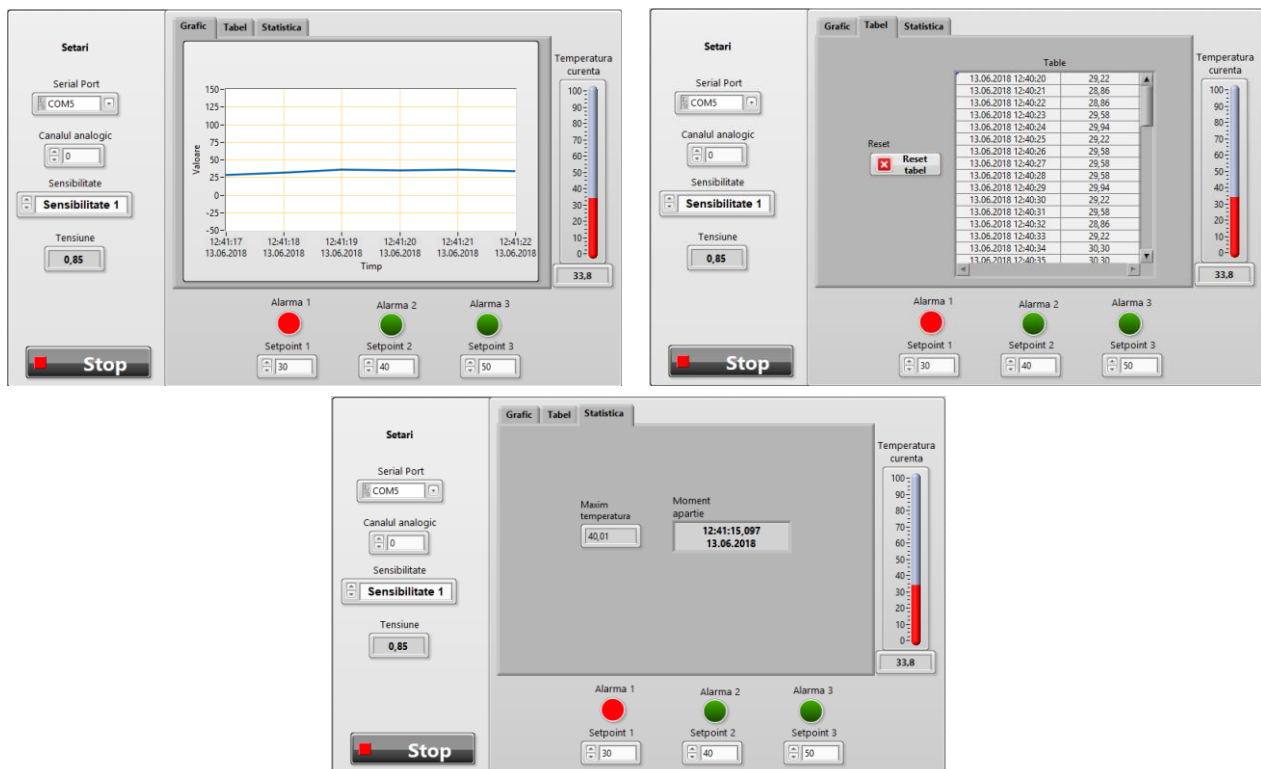 Setari
Serial Port
COM5
Canalul analogic
0
Sensibilitate
Sensibilitate 1
Tensiune
0,85
Stop
Grafic Tabel Statistica
Valoare
150
125
100
75
50
25
0
-25
-50
12:41:17 12:41:18 12:41:19 12:41:20 12:41:21 12:41:22
13.06.2018 13.06.2018 13.06.2018 13.06.2018 13.06.2018 13.06.2018
Timp
Temperatura
curenta
100
90
80
70
60
50
40
30
20
10
0
33,8
Alarma 1 Alarma 2 Alarma 3
Setpoint 1 Setpoint 2 Setpoint 3
30 40 50
Setari
Serial Port
COM5
Canalul analogic
0
Sensibilitate
Sensibilitate 1
Tensiune
0,85
Stop
Grafic Tabel Statistica
Reset
Reset
tabel
Table
13.06.2018 12:40:20 29,22
13.06.2018 12:40:21 28,86
13.06.2018 12:40:22 28,86
13.06.2018 12:40:23 29,58
13.06.2018 12:40:24 29,94
13.06.2018 12:40:25 29,22
13.06.2018 12:40:26 29,58
13.06.2018 12:40:27 29,58
13.06.2018 12:40:28 29,58
13.06.2018 12:40:29 29,94
13.06.2018 12:40:30 29,22
13.06.2018 12:40:31 29,58
13.06.2018 12:40:32 28,86
13.06.2018 12:40:33 29,22
13.06.2018 12:40:34 30,30
13.06.2018 12:40:35 30,30
Temperatura
curenta
100
90
80
70
60
50
40
30
20
10
0
33,8
Alarma 1 Alarma 2 Alarma 3
Setpoint 1 Setpoint 2 Setpoint 3
30 40 50
Setari
Serial Port
COM5
Canalul analogic
0
Sensibilitate
Sensibilitate 1
Tensiune
0,85
Stop
Grafic Tabel Statistica
Maxim
temperatura
40,01
Moment
apartie
12:41:15,097
13.06.2018
Temperatura
curenta
100
90
80
70
60
50
40
30
20
10
0
33,8
Alarma 1 Alarma 2 Alarma 3
Setpoint 1 Setpoint 2 Setpoint 3
30 40 50